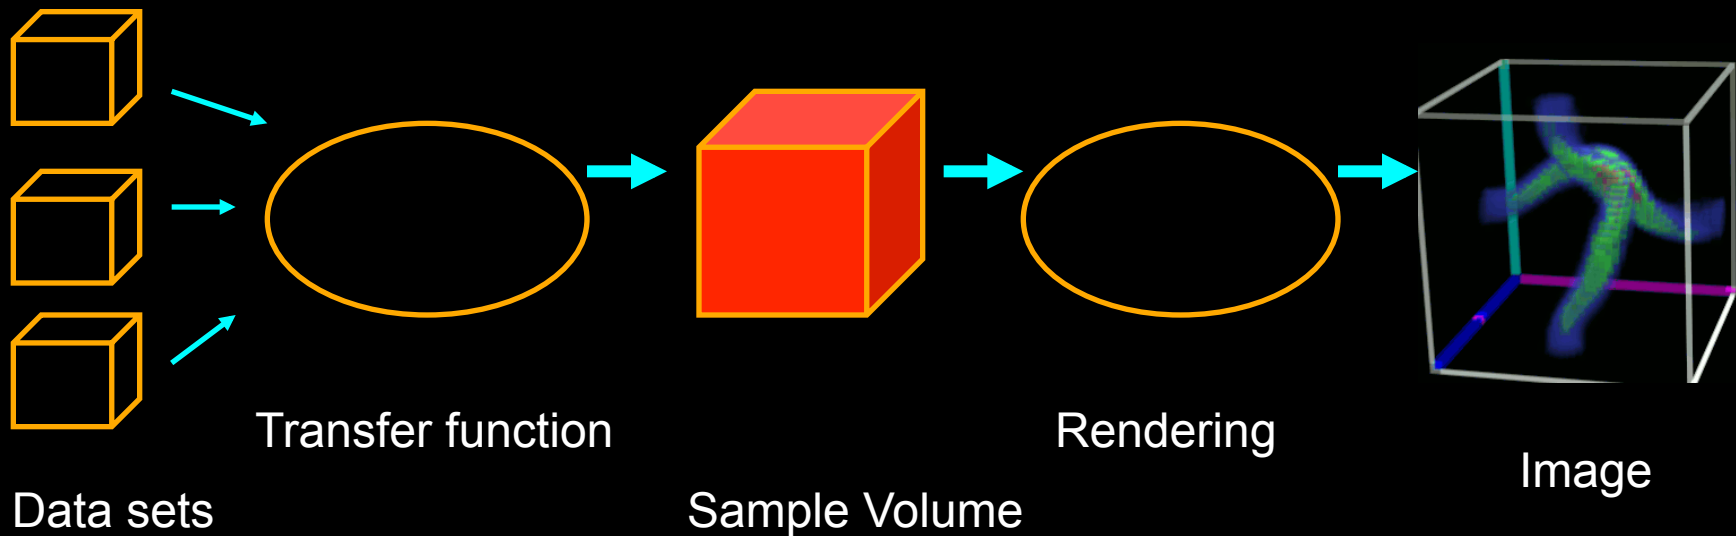 Transfer function
Rendering
Image
Data sets
Sample Volume